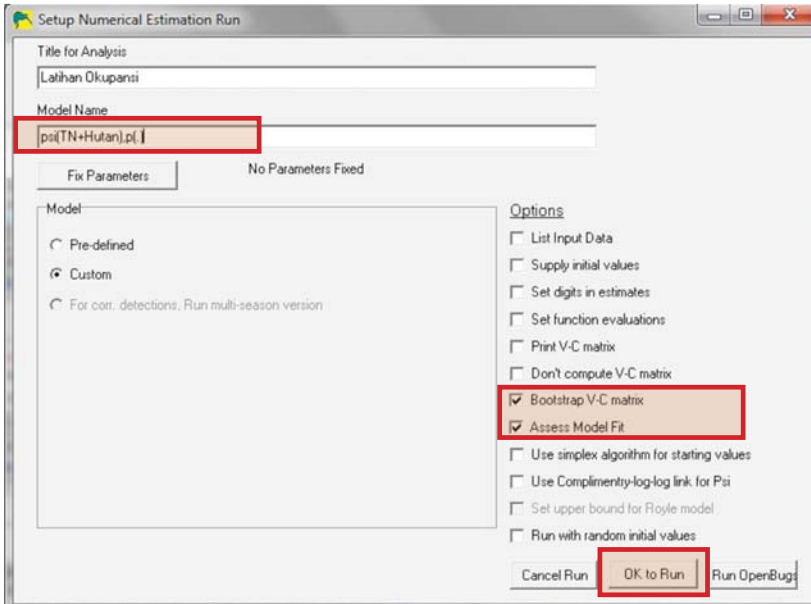 Setup Numerical Estimation Run
Title for Analysis
Latihan Okupansi
Model Name
psi(TN+Hutan),p(.)
Fix Parameters
No Parameters Fixed
Model
Pre-defined
Custom
For corr. detections, Run multi-season version
Options
List Input Data
Supply initial values
Set digits in estimates
Set function evaluations
Print V-C matrix
Don't compute V-C matrix
Bootstrap V-C matrix
Assess Model Fit
Use simplex algorithm for starting values
Use Complimentry-log-log link for Psi
Set upper bound for Royle model
Run with random initial values
Cancel Run
OK to Run
Run OpenBugs